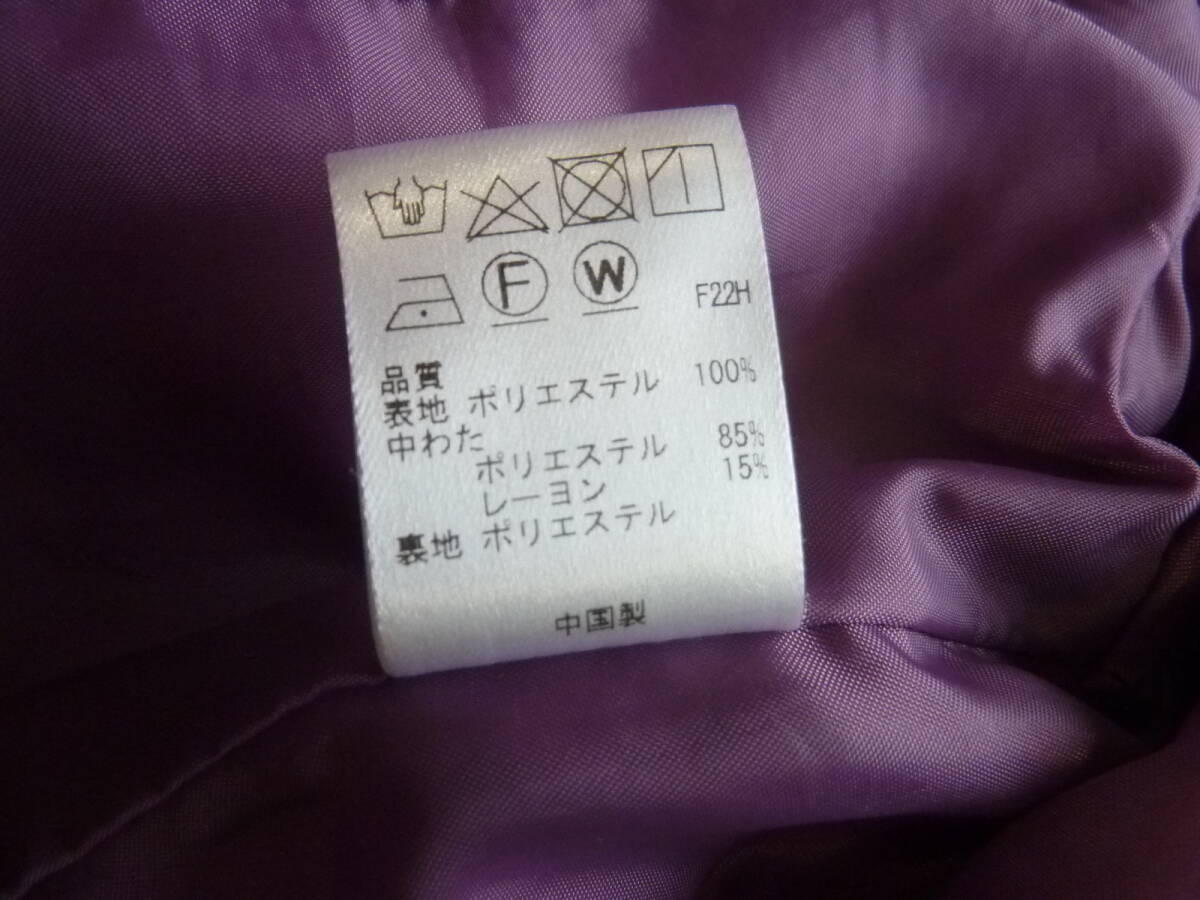 F W F22H
品質
表地 ポリエステル 100%
中わた
ポリエステル 85%
レーヨン 15%
裏地 ポリエステル
中国製